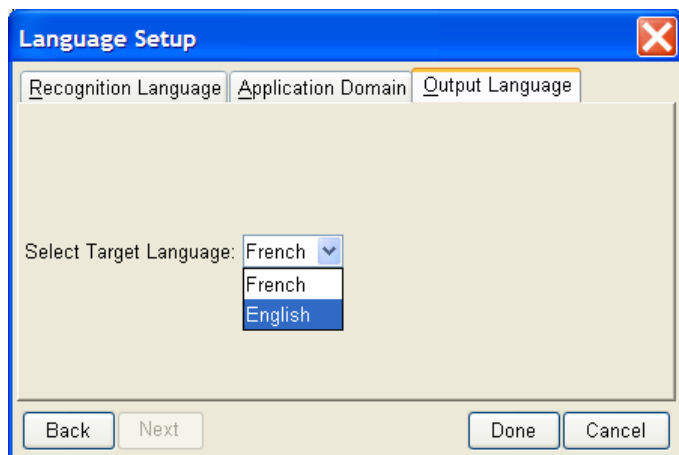 Language Setup
Recognition Language Application Domain Output Language
Select Target Language: French
French
English
Back Next Done Cancel